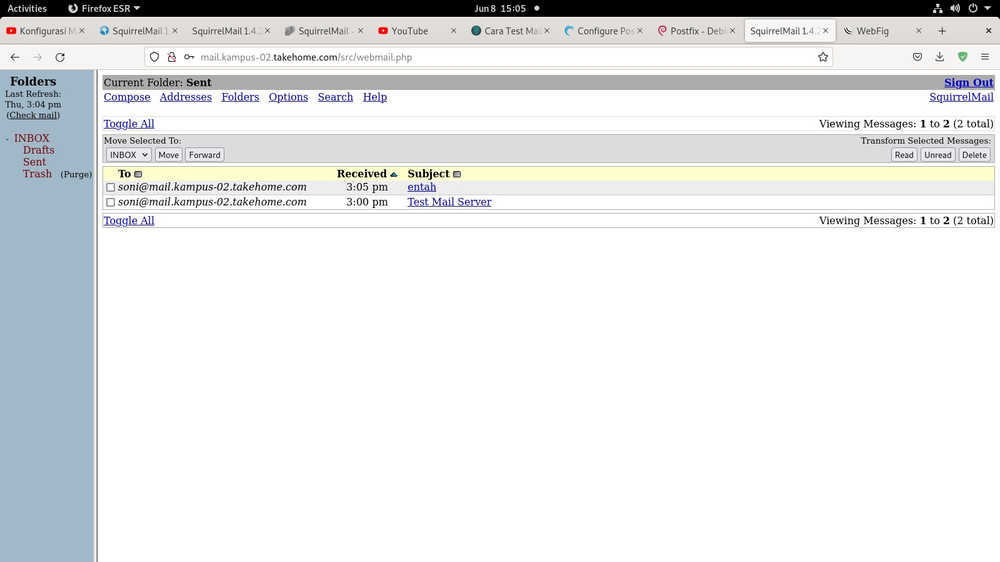 Activities Firefox ESR Jun 8 15:05
Konfigurasi M SquirrelMail 1. SquirrelMail 1.4.2 SquirrelMail - YouTube Cara Test Mail Configure Pos Postfix - Debi SquirrelMail 1.4.2 WebFig
mail.kampus-02.takehome.com/src/webmail.php
Folders
Last Refresh:
Thu, 3:04 pm
(Check mail)
- INBOX
Drafts
Sent
Trash (Purge)
Current Folder: Sent Sign Out
Compose Addresses Folders Options Search Help SquirrelMail
Toggle All Viewing Messages: 1 to 2 (2 total)
Move Selected To: Transform Selected Messages:
INBOX Move Forward Read Unread Delete
To Received Subject
soni@mail.kampus-02.takehome.com 3:05 pm entah
soni@mail.kampus-02.takehome.com 3:00 pm Test Mail Server
Toggle All Viewing Messages: 1 to 2 (2 total)